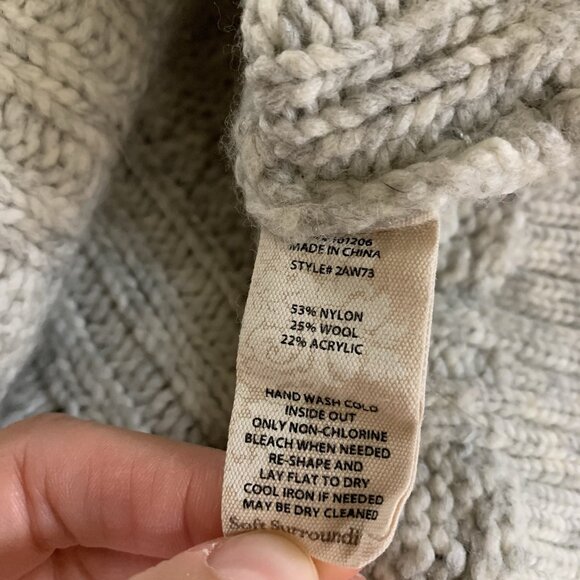 101206
MADE IN CHINA
STYLE# 2AW73
53% NYLON
25% WOOL
22% ACRYLIC
HAND WASH COLD
INSIDE OUT
ONLY NON-CHLORINE
BLEACH WHEN NEEDED
RE-SHAPE AND
LAY FLAT TO DRY
COOL IRON IF NEEDED
MAY BE DRY CLEANED
Soft Surroundi